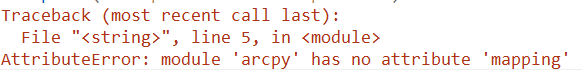 Traceback (most recent call last):
  File "<string>", line 5, in <module>
AttributeError: module 'arcpy' has no attribute 'mapping'